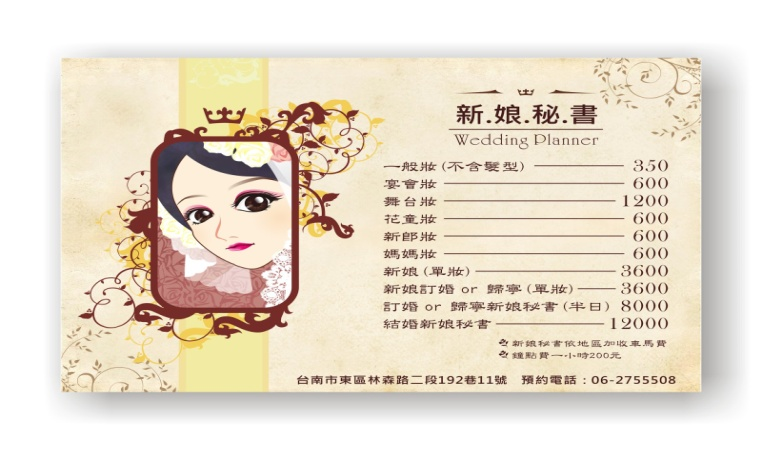 新.娘.秘.書
Wedding Planner
一般妝(不含髮型) 350
宴會妝 600
舞台妝 1200
花童妝 600
新郎妝 600
媽媽妝 600
新娘(單妝) 3600
新娘訂婚 or 歸寧(單妝) 3600
訂婚 or 歸寧新娘秘書(半日) 8000
結婚新娘秘書 12000
新娘秘書依地區加收車馬費
鐘點費一小時200元
台南市東區林森路二段192巷11號 預約電話：06-2755508